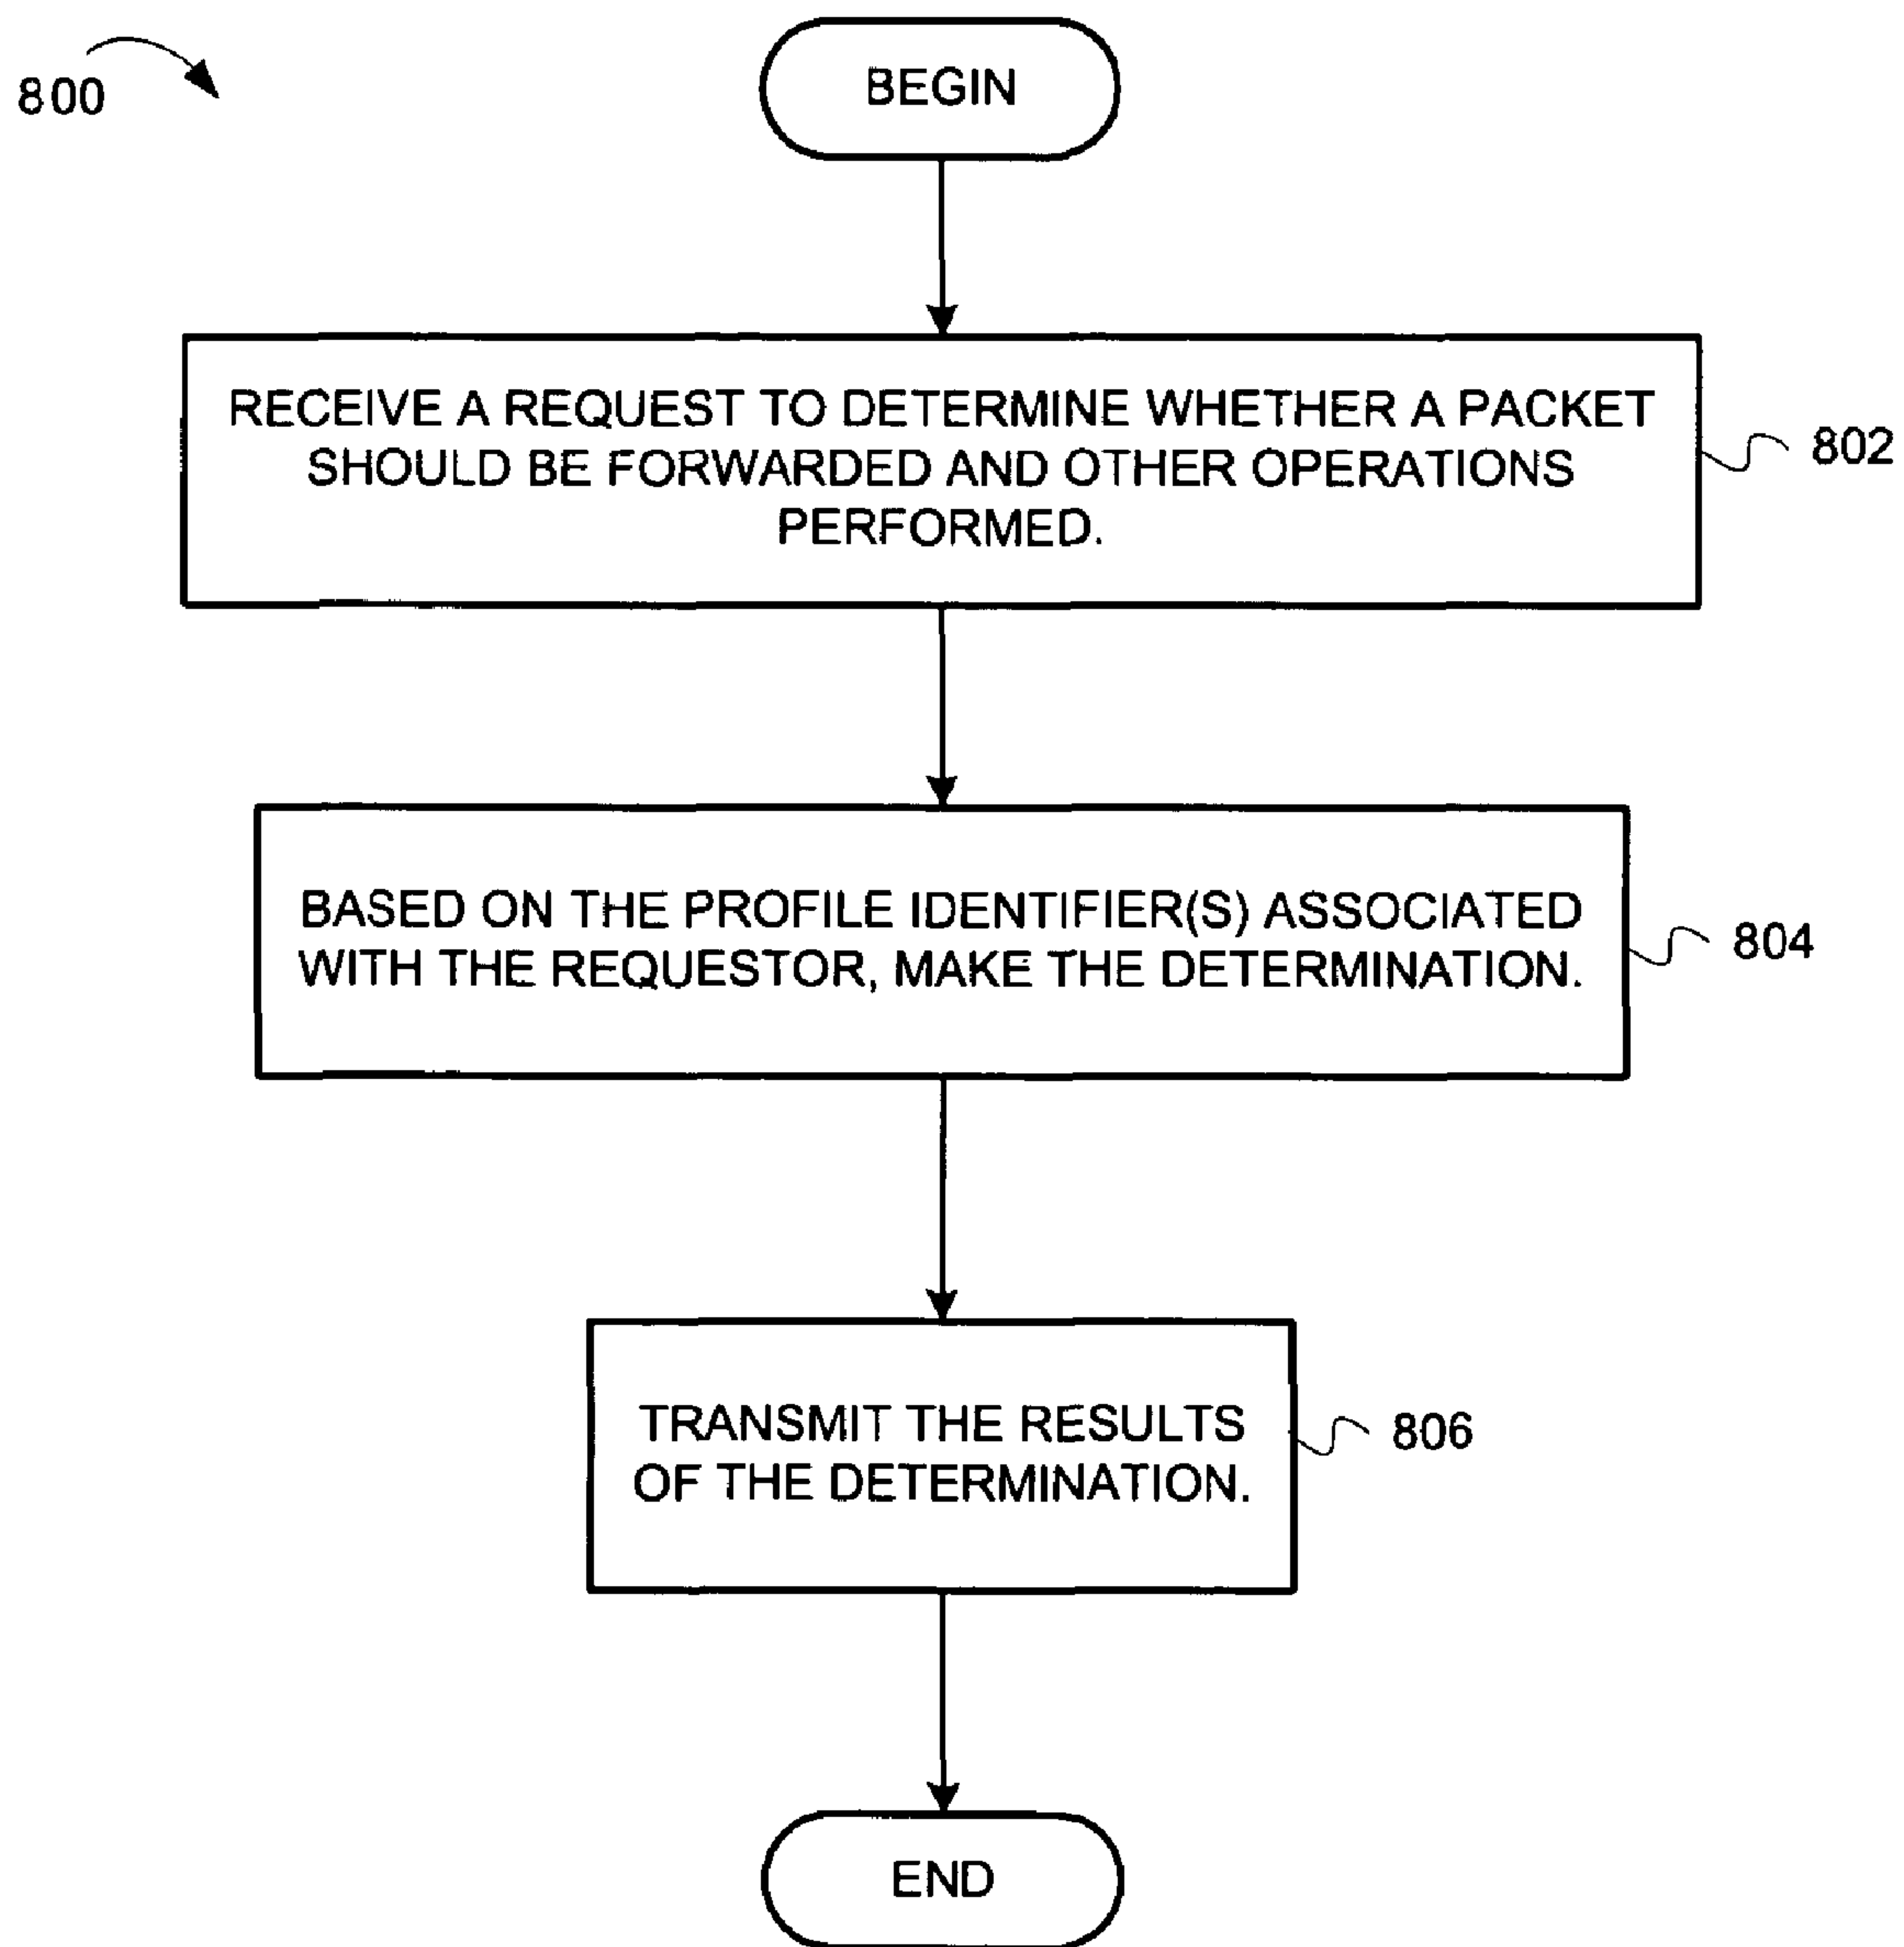 800
BEGIN
RECEIVE A REQUEST TO DETERMINE WHETHER A PACKET
SHOULD BE FORWARDED AND OTHER OPERATIONS
PERFORMED.
802
BASED ON THE PROFILE IDENTIFIER(S) ASSOCIATED
WITH THE REQUESTOR, MAKE THE DETERMINATION.
804
TRANSMIT THE RESULTS
OF THE DETERMINATION.
806
END